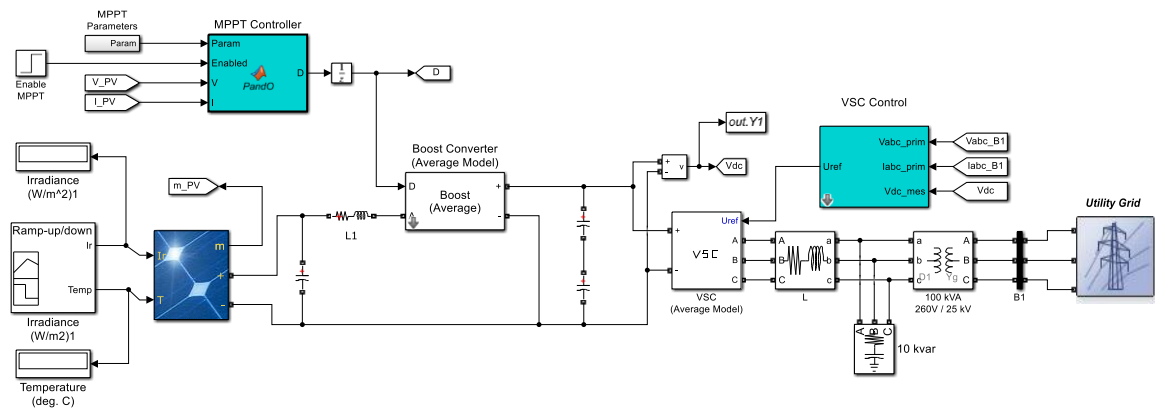 MPPT
Parameters
Param
MPPT Controller
Param
Enabled
V
I
D
PandO
Enable
MPPT
V_PV
I_PV
1
z
D
Irradiance
(W/m^2)1
m_PV
Ramp-up/down
Ir
Temp
Irradiance
(W/m2)1
Temperature
(deg. C)
Ir
T
m
+
-
L1
Boost Converter
(Average Model)
D
Boost
(Average)
+
-
+
-
v
out.Y1
Vdc
VSC Control
Uref
Vabc_prim
Iabc_prim
Vdc_mes
Vabc_B1
Iabc_B1
Vdc
Uref
+
-
VSC
A
B
C
VSC
(Average Model)
A
B
C
a
b
c
L
a
b
c
D1
Yg
A
B
C
100 kVA
260V / 25 kV
A
B
C
10 kvar
B1
Utility Grid